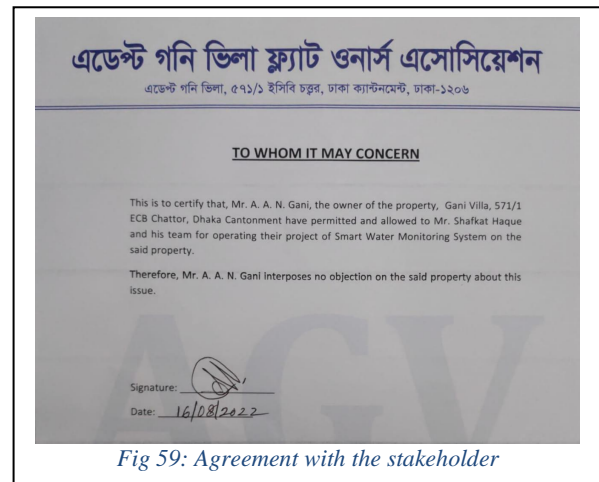 এডেপ্ট গনি ভিলা ফ্ল্যাট ওনার্স এসোসিয়েশন
এডেপ্ট গনি ভিলা, ৫৭১/১ ইসিবি চত্ত্বর, ঢাকা ক্যান্টনমেন্ট, ঢাকা-১২০৬
TO WHOM IT MAY CONCERN
This is to certify that, Mr. A. A. N. Gani, the owner of the property, Gani Villa, 571/1
ECB Chattor, Dhaka Cantonment have permitted and allowed to Mr. Shafkat Haque
and his team for operating their project of Smart Water Monitoring System on the
said property.
Therefore, Mr. A. A. N. Gani interposes no objection on the said property about this
issue.
AGV
Signature:
Date: 16/08/2022
Fig 59: Agreement with the stakeholder